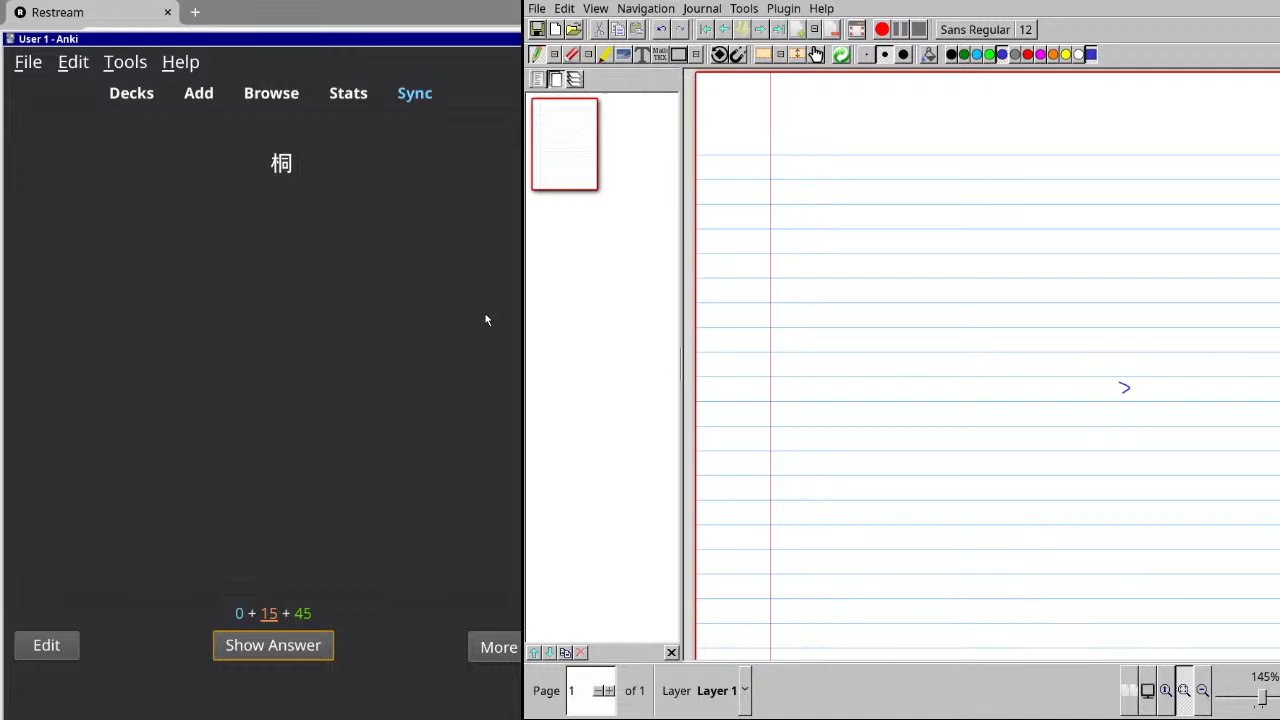 Restream
User 1 - Anki
File Edit Tools Help
Decks Add Browse Stats Sync
桐
0 + 15 + 45
Edit Show Answer More
File Edit View Navigation Journal Tools Plugin Help
Sans Regular 12
Page 1 of 1 Layer Layer 1
145%